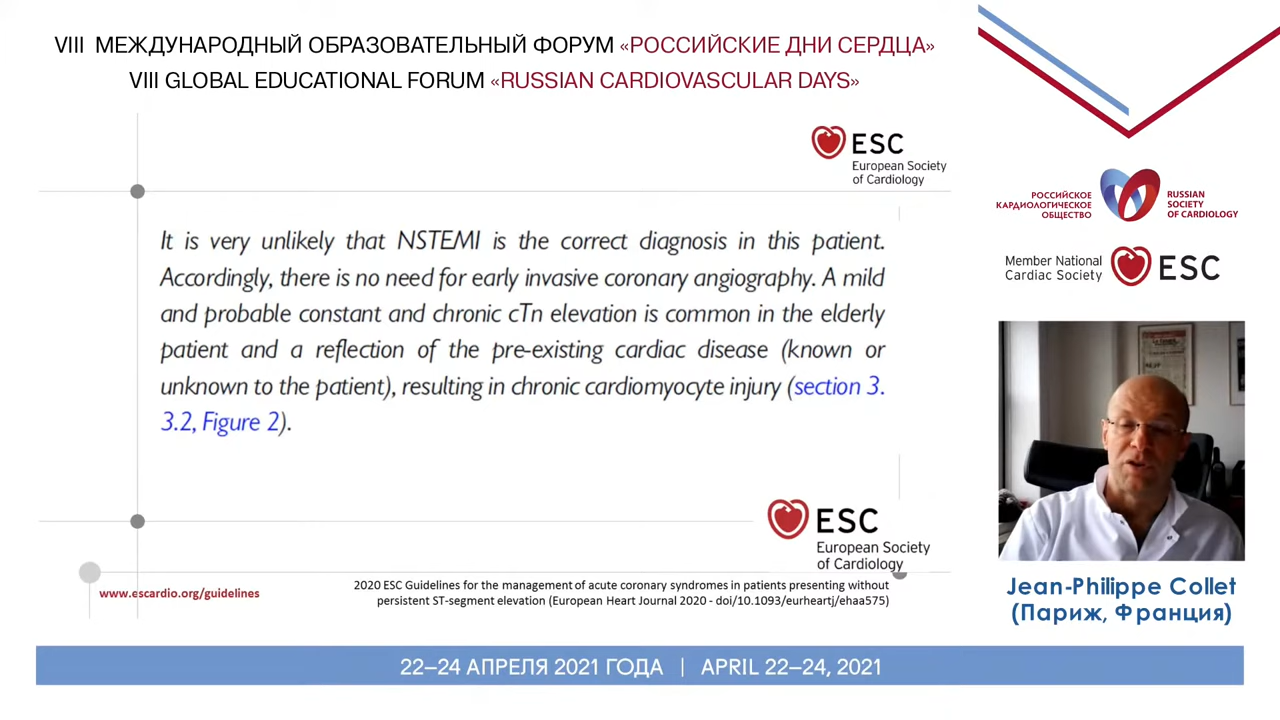 VIII МЕЖДУНАРОДНЫЙ ОБРАЗОВАТЕЛЬНЫЙ ФОРУМ «РОССИЙСКИЕ ДНИ СЕРДЦА»
VIII GLOBAL EDUCATIONAL FORUM «RUSSIAN CARDIOVASCULAR DAYS»
ESC
European Society
of Cardiology
It is very unlikely that NSTEMI is the correct diagnosis in this patient.
Accordingly, there is no need for early invasive coronary angiography. A mild
and probable constant and chronic cTn elevation is common in the elderly
patient and a reflection of the pre-existing cardiac disease (known or
unknown to the patient), resulting in chronic cardiomyocyte injury (section 3.
3.2, Figure 2).
ESC
European Society
of Cardiology
www.escardio.org/guidelines
2020 ESC Guidelines for the management of acute coronary syndromes in patients presenting without
persistent ST-segment elevation (European Heart Journal 2020 - doi/10.1093/eurheartj/ehaa575)
РОССИЙСКОЕ
КАРДИОЛОГИЧЕСКОЕ
ОБЩЕСТВО
RUSSIAN
SOCIETY
OF CARDIOLOGY
Member National
Cardiac Society
ESC
Jean-Philippe Collet
(Париж, Франция)
22–24 АПРЕЛЯ 2021 ГОДА | APRIL 22–24, 2021